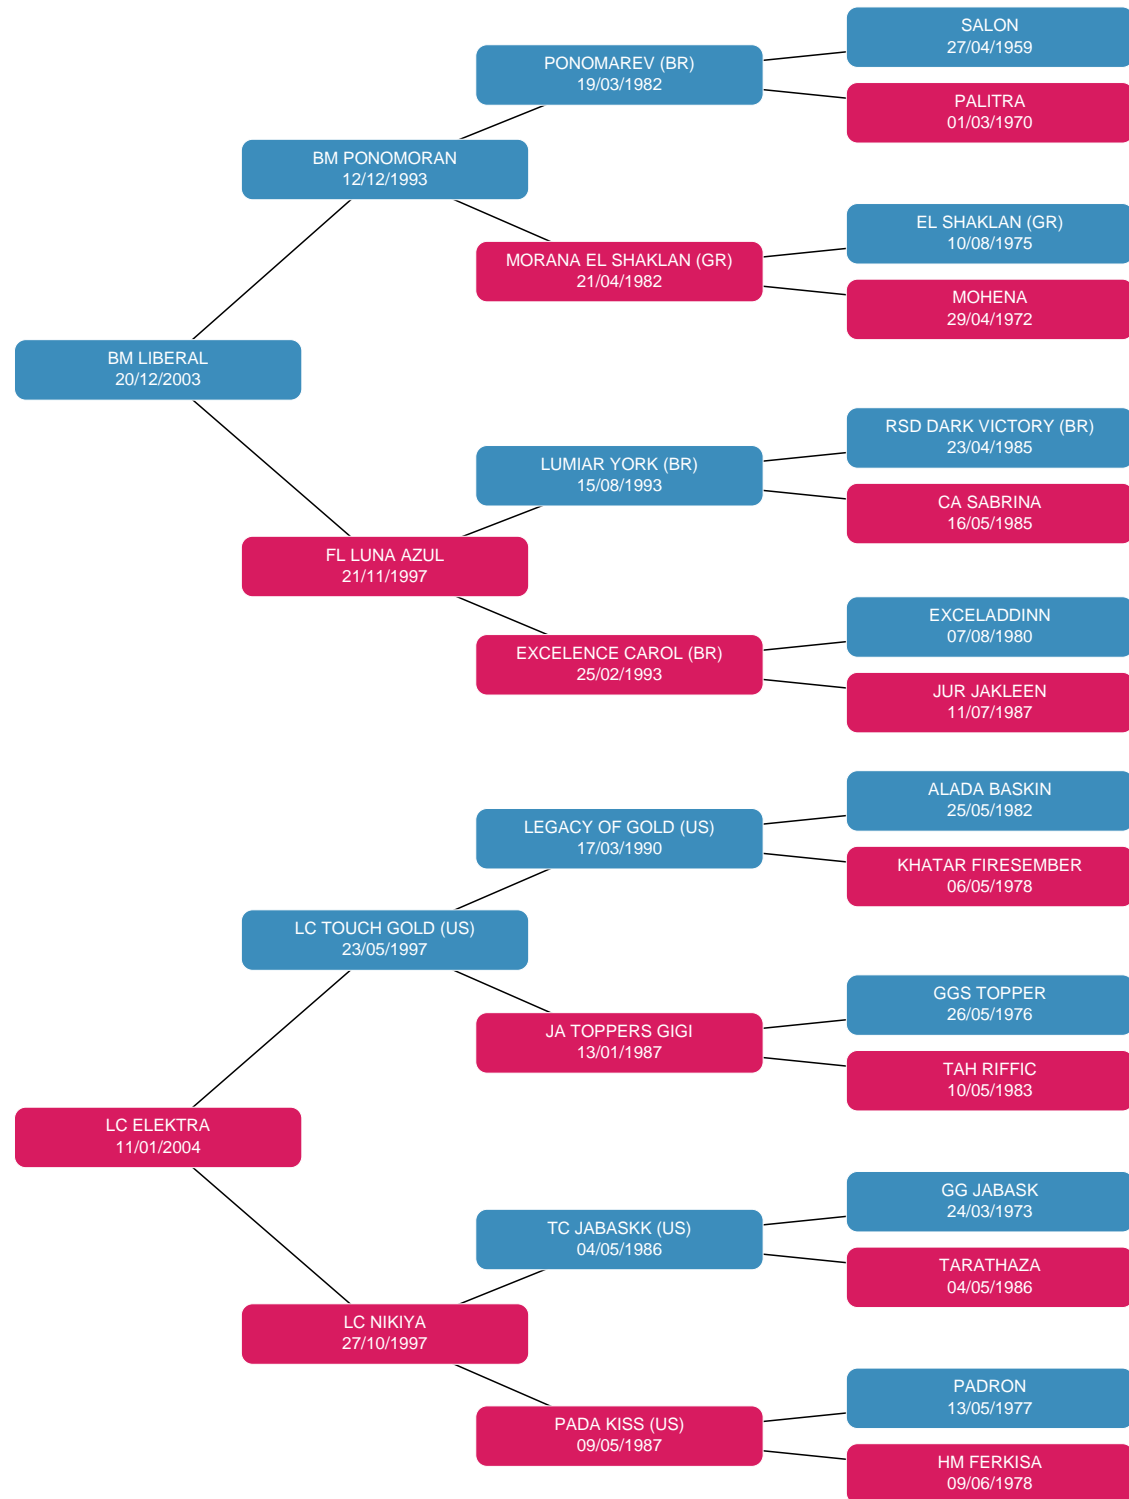 SALON
27/04/1959
PONOMAREV (BR)
19/03/1982
PALITRA
01/03/1970
BM PONOMORAN
12/12/1993
EL SHAKLAN (GR)
10/08/1975
MORANA EL SHAKLAN (GR)
21/04/1982
MOHENA
29/04/1972
BM LIBERAL
20/12/2003
RSD DARK VICTORY (BR)
23/04/1985
LUMIAR YORK (BR)
15/08/1993
CA SABRINA
16/05/1985
FL LUNA AZUL
21/11/1997
EXCELADDINN
07/08/1980
EXCELENCE CAROL (BR)
25/02/1993
JUR JAKLEEN
11/07/1987
ALADA BASKIN
25/05/1982
LEGACY OF GOLD (US)
17/03/1990
KHATAR FIRESEMBER
06/05/1978
LC TOUCH GOLD (US)
23/05/1997
GGS TOPPER
26/05/1976
JA TOPPERS GIGI
13/01/1987
TAH RIFFIC
10/05/1983
LC ELEKTRA
11/01/2004
GG JABASK
24/03/1973
TC JABASKK (US)
04/05/1986
TARATHAZA
04/05/1986
LC NIKIYA
27/10/1997
PADRON
13/05/1977
PADA KISS (US)
09/05/1987
HM FERKISA
09/06/1978